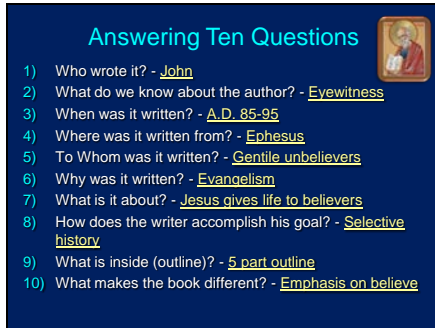 Answering Ten Questions
1) Who wrote it? - John
2) What do we know about the author? - Eyewitness
3) When was it written? - A.D. 85-95
4) Where was it written from? - Ephesus
5) To Whom was it written? - Gentile unbelievers
6) Why was it written? - Evangelism
7) What is it about? - Jesus gives life to believers
8) How does the writer accomplish his goal? - Selective
history
9) What is inside (outline)? - 5 part outline
10) What makes the book different? - Emphasis on believe